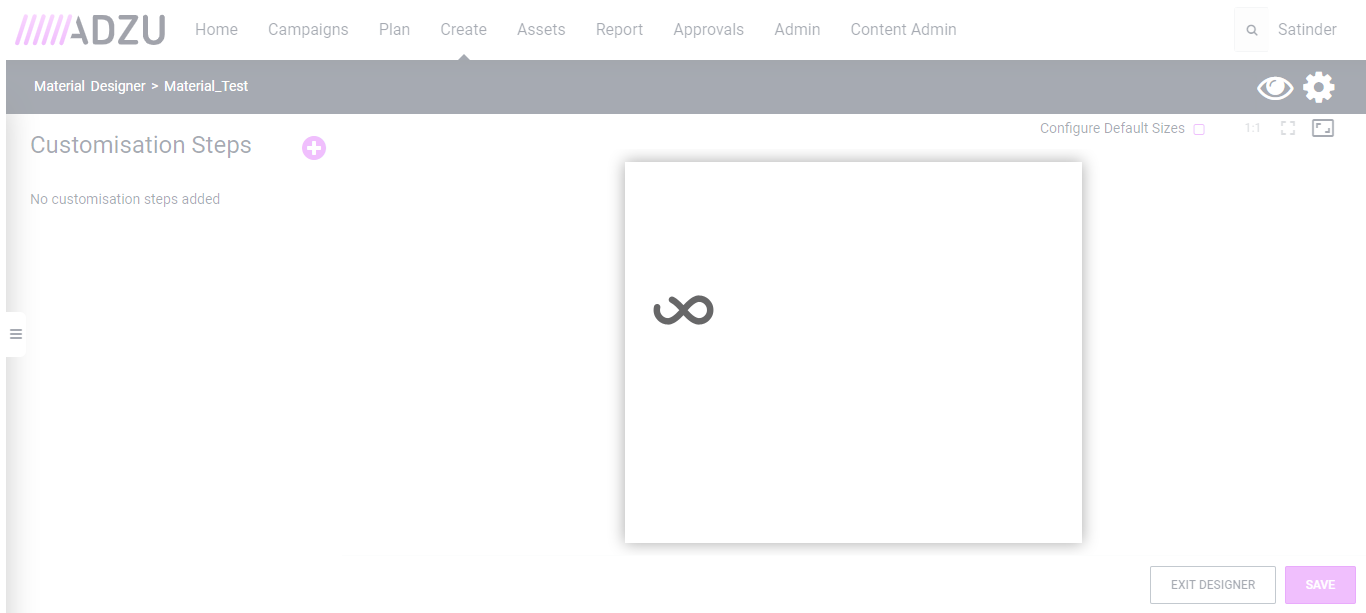 ADZU Home Campaigns Plan Create Assets Report Approvals Admin Content Admin Satinder
Material Designer > Material_Test
Configure Default Sizes 1:1
Customisation Steps
No customisation steps added
EXIT DESIGNER SAVE